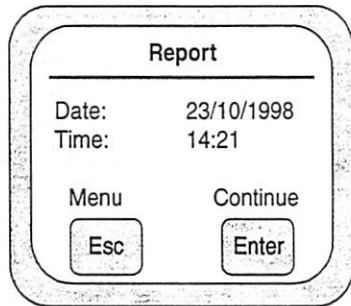 Report
Date: 23/10/1998
Time: 14:21
Menu Continue
Esc Enter